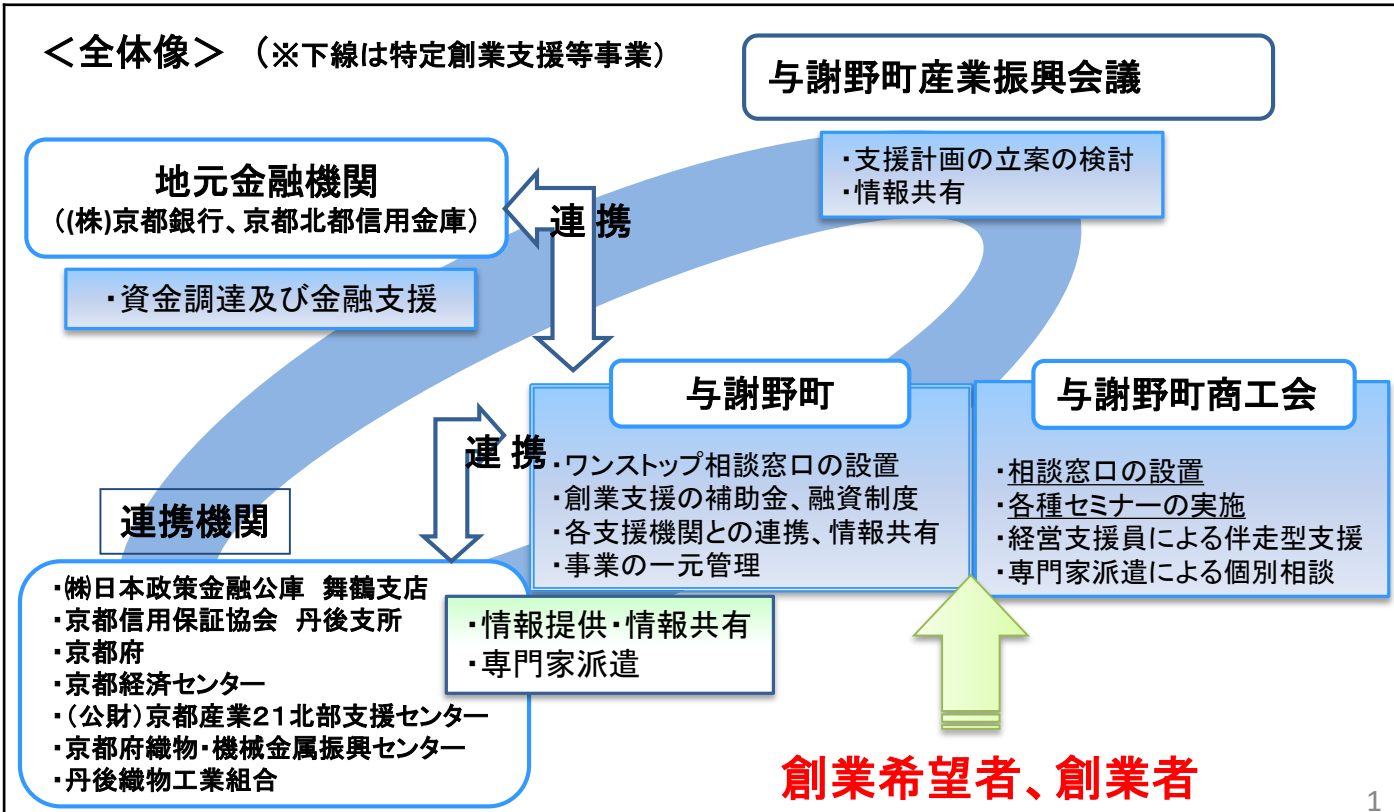 ＜全体像＞ （※下線は特定創業支援等事業）
与謝野町産業振興会議
・支援計画の立案の検討
・情報共有
地元金融機関
（(株)京都銀行、京都北都信用金庫）
・資金調達及び金融支援
連 携
与謝野町
・ワンストップ相談窓口の設置
・創業支援の補助金、融資制度
・各支援機関との連携、情報共有
・事業の一元管理
与謝野町商工会
・相談窓口の設置
・各種セミナーの実施
・経営支援員による伴走型支援
・専門家派遣による個別相談
連 携
連携機関
・㈱日本政策金融公庫　舞鶴支店
・京都信用保証協会　丹後支所
・京都府
・京都経済センター
・（公財）京都産業２１北部支援センター
・京都府織物・機械金属振興センター
・丹後織物工業組合
・情報提供・情報共有
・専門家派遣
創業希望者、創業者
1